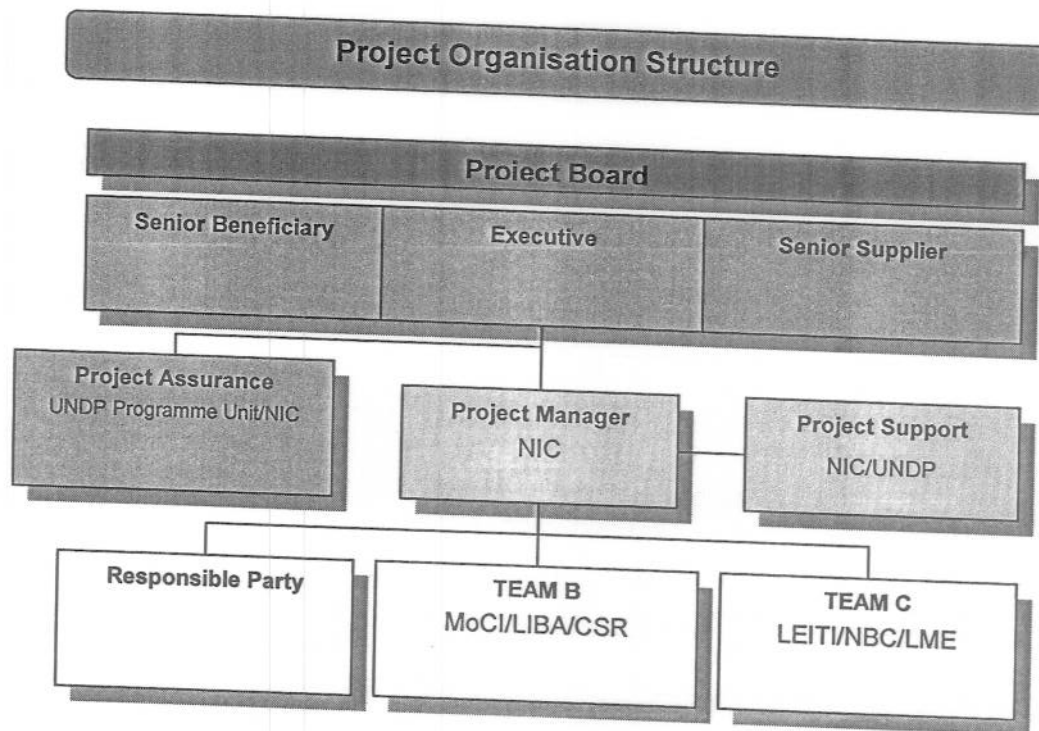 Project Organisation Structure
Project Board
Senior Beneficiary
Executive
Senior Supplier
Project Assurance
UNDP Programme Unit/NIC
Project Manager
NIC
Project Support
NIC/UNDP
Responsible Party
TEAM B
MoCI/LIBA/CSR
TEAM C
LEITI/NBC/LME